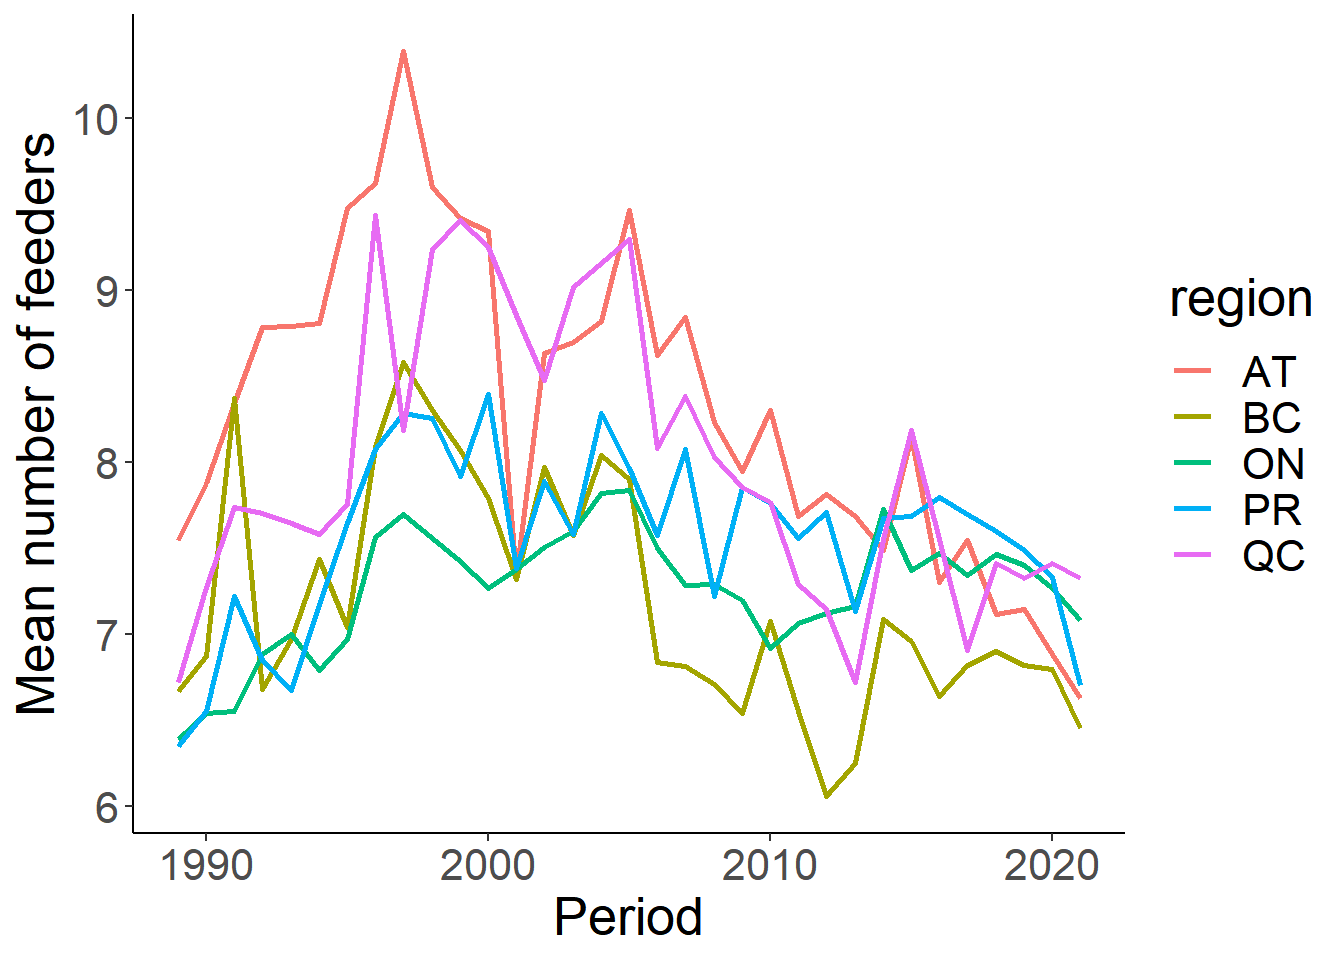 Mean number of feeders
10
9
8
7
6
1990
2000
2010
2020
Period
region
AT
BC
ON
PR
QC